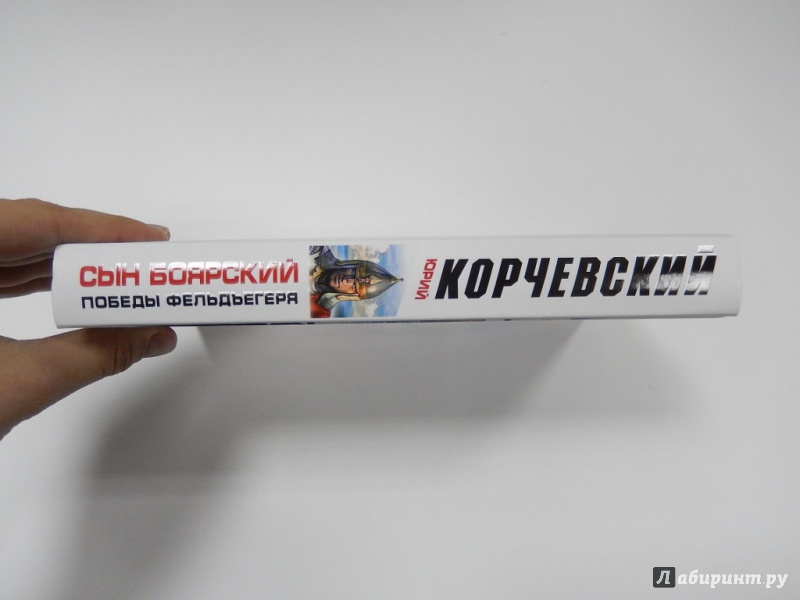 СЫН БОЯРСКИЙ
ПОБЕДЫ ФЕЛЬДЪЕГЕРЯ
ЮРИЙ
КОРЧЕВСКИЙ
Лабиринт.ру